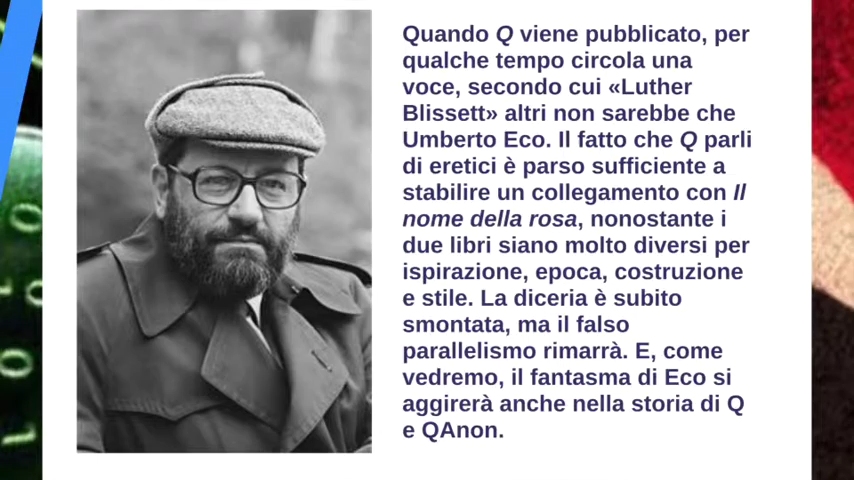 Quando Q viene pubblicato, per
qualche tempo circola una
voce, secondo cui «Luther
Blissett» altri non sarebbe che
Umberto Eco. Il fatto che Q parli
di eretici è parso sufficiente a
stabilire un collegamento con Il
nome della rosa, nonostante i
due libri siano molto diversi per
ispirazione, epoca, costruzione
e stile. La diceria è subito
smontata, ma il falso
parallelismo rimarrà. E, come
vedremo, il fantasma di Eco si
aggirerà anche nella storia di Q
e QAnon.